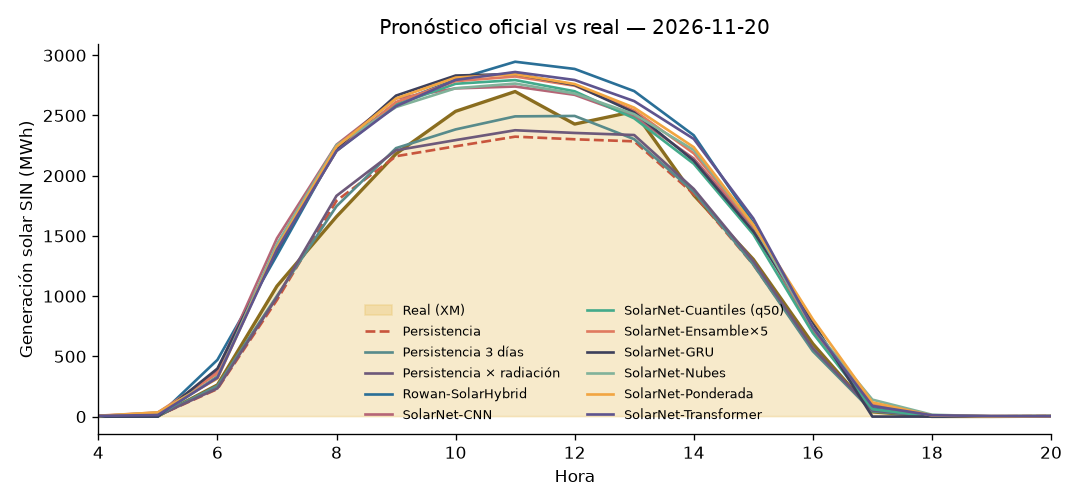 Pronóstico oficial vs real — 2026-11-20
Generación solar SIN (MWh)
3000
2500
2000
1500
1000
500
0
Real (XM)
Persistencia
Persistencia 3 días
Persistencia × radiación
Rowan-SolarHybrid
SolarNet-CNN
SolarNet-Cuantiles (q50)
SolarNet-Ensamble×5
SolarNet-GRU
SolarNet-Nubes
SolarNet-Ponderada
SolarNet-Transformer
4 6 8 10 12 14 16 18 20
Hora